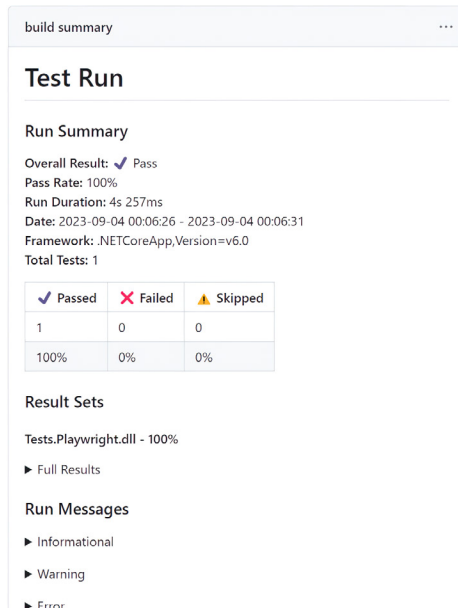 build summary
Test Run
Run Summary
Overall Result: ✔ Pass
Pass Rate: 100%
Run Duration: 4s 257ms
Date: 2023-09-04 00:06:26 - 2023-09-04 00:06:31
Framework: .NETCoreApp,Version=v6.0
Total Tests: 1
✔ Passed ❌ Failed ⚠ Skipped
1 0 0
100% 0% 0%
Result Sets
Tests.Playwright.dll - 100%
Full Results
Run Messages
Informational
Warning
Error